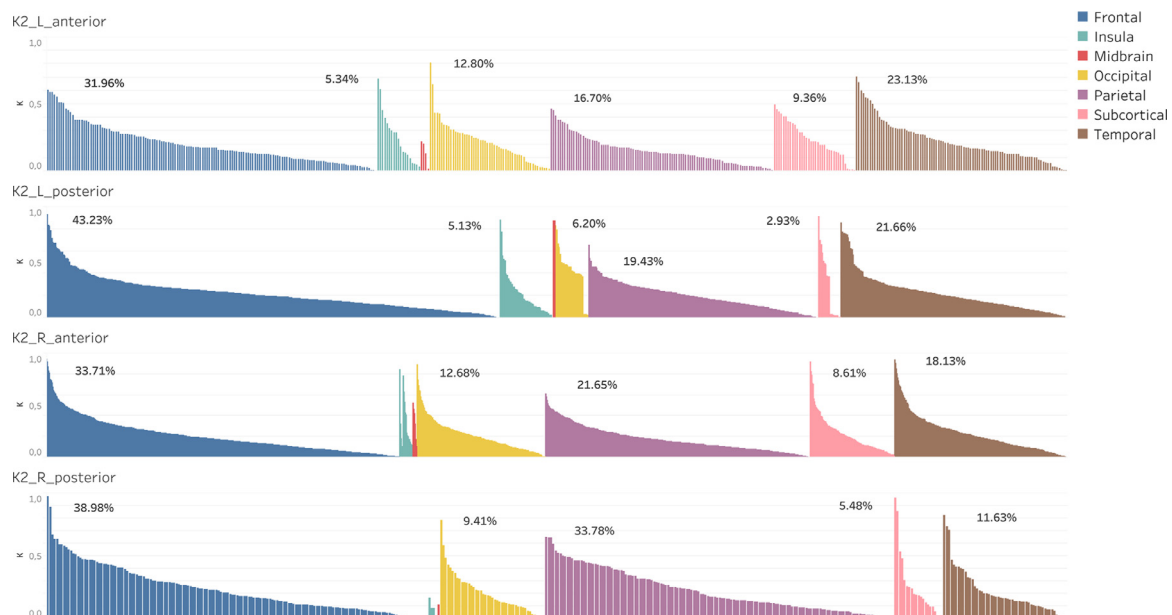 K2_L_anterior
1,0
0,5
0,0
K
31.96%
5.34%
12.80%
16.70%
9.36%
23.13%
Frontal
Insula
Midbrain
Occipital
Parietal
Subcortical
Temporal
K2_L_posterior
1,0
0,5
0,0
K
43.23%
5.13%
6.20%
19.43%
2.93%
21.66%
K2_R_anterior
1,0
0,5
0,0
K
33.71%
12.68%
21.65%
8.61%
18.13%
K2_R_posterior
1,0
0,5
0,0
K
38.98%
9.41%
33.78%
5.48%
11.63%